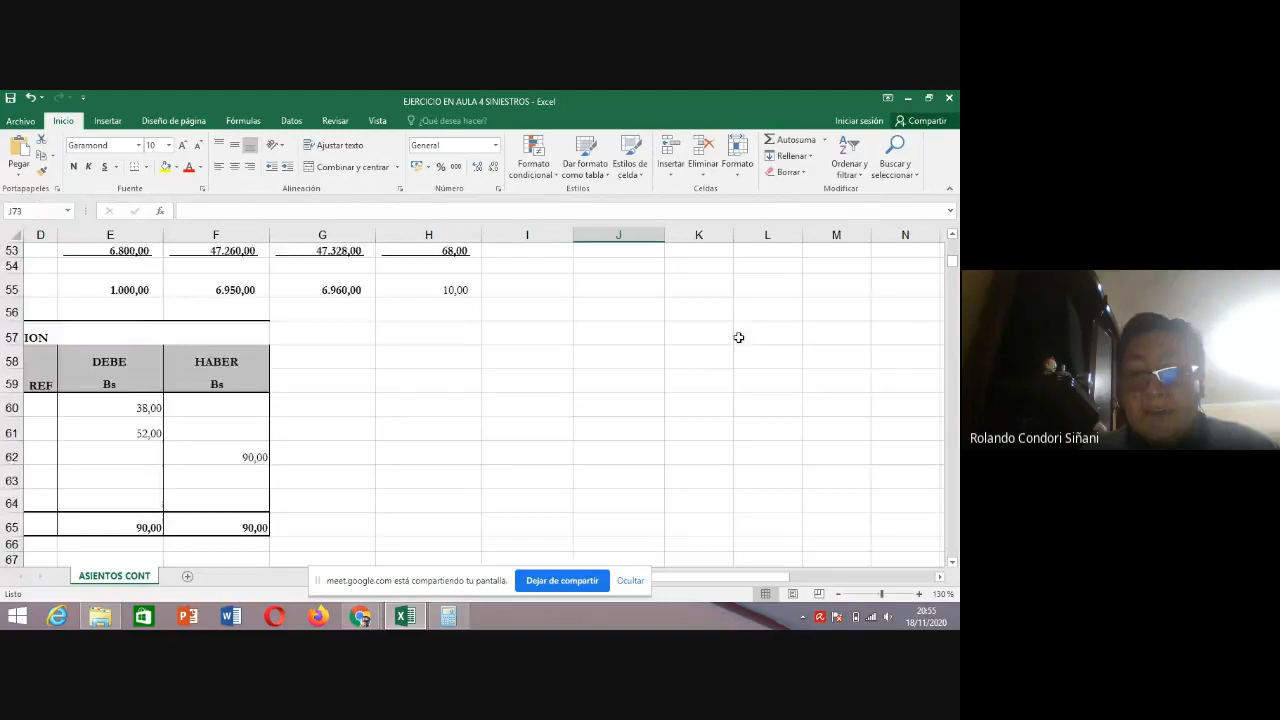 EJERCICIO EN AULA 4 SINIESTROS - Excel
Archivo Inicio Insertar Diseño de página Fórmulas Datos Revisar Vista ¿Qué desea hacer? Iniciar sesión Compartir
Pegar Garamond 10 General
N K S
Ajustar texto
Combinar y centrar
% 000
Formato condicional
Dar formato como tabla
Estilos de celda
Insertar Eliminar Formato
Autosuma
Rellenar
Borrar
Ordenar y filtrar
Buscar y seleccionar
Portapapeles Fuente Alineación Número Estilos Celdas Modificar
J73 fx
D E F G H I J K L M N
53 6.800,00 47.260,00 47.328,00 68,00
54
55 1.000,00 6.950,00 6.960,00 10,00
56
57 ION
58 DEBE HABER
59 REF Bs Bs
60 38,00
61 52,00
62 90,00
63
64
65 90,00 90,00
66
67
ASIENTOS CONT
meet.google.com está compartiendo tu pantalla. Dejar de compartir Ocultar
Listo 130 %
20:55
18/11/2020
Rolando Condori Siñani